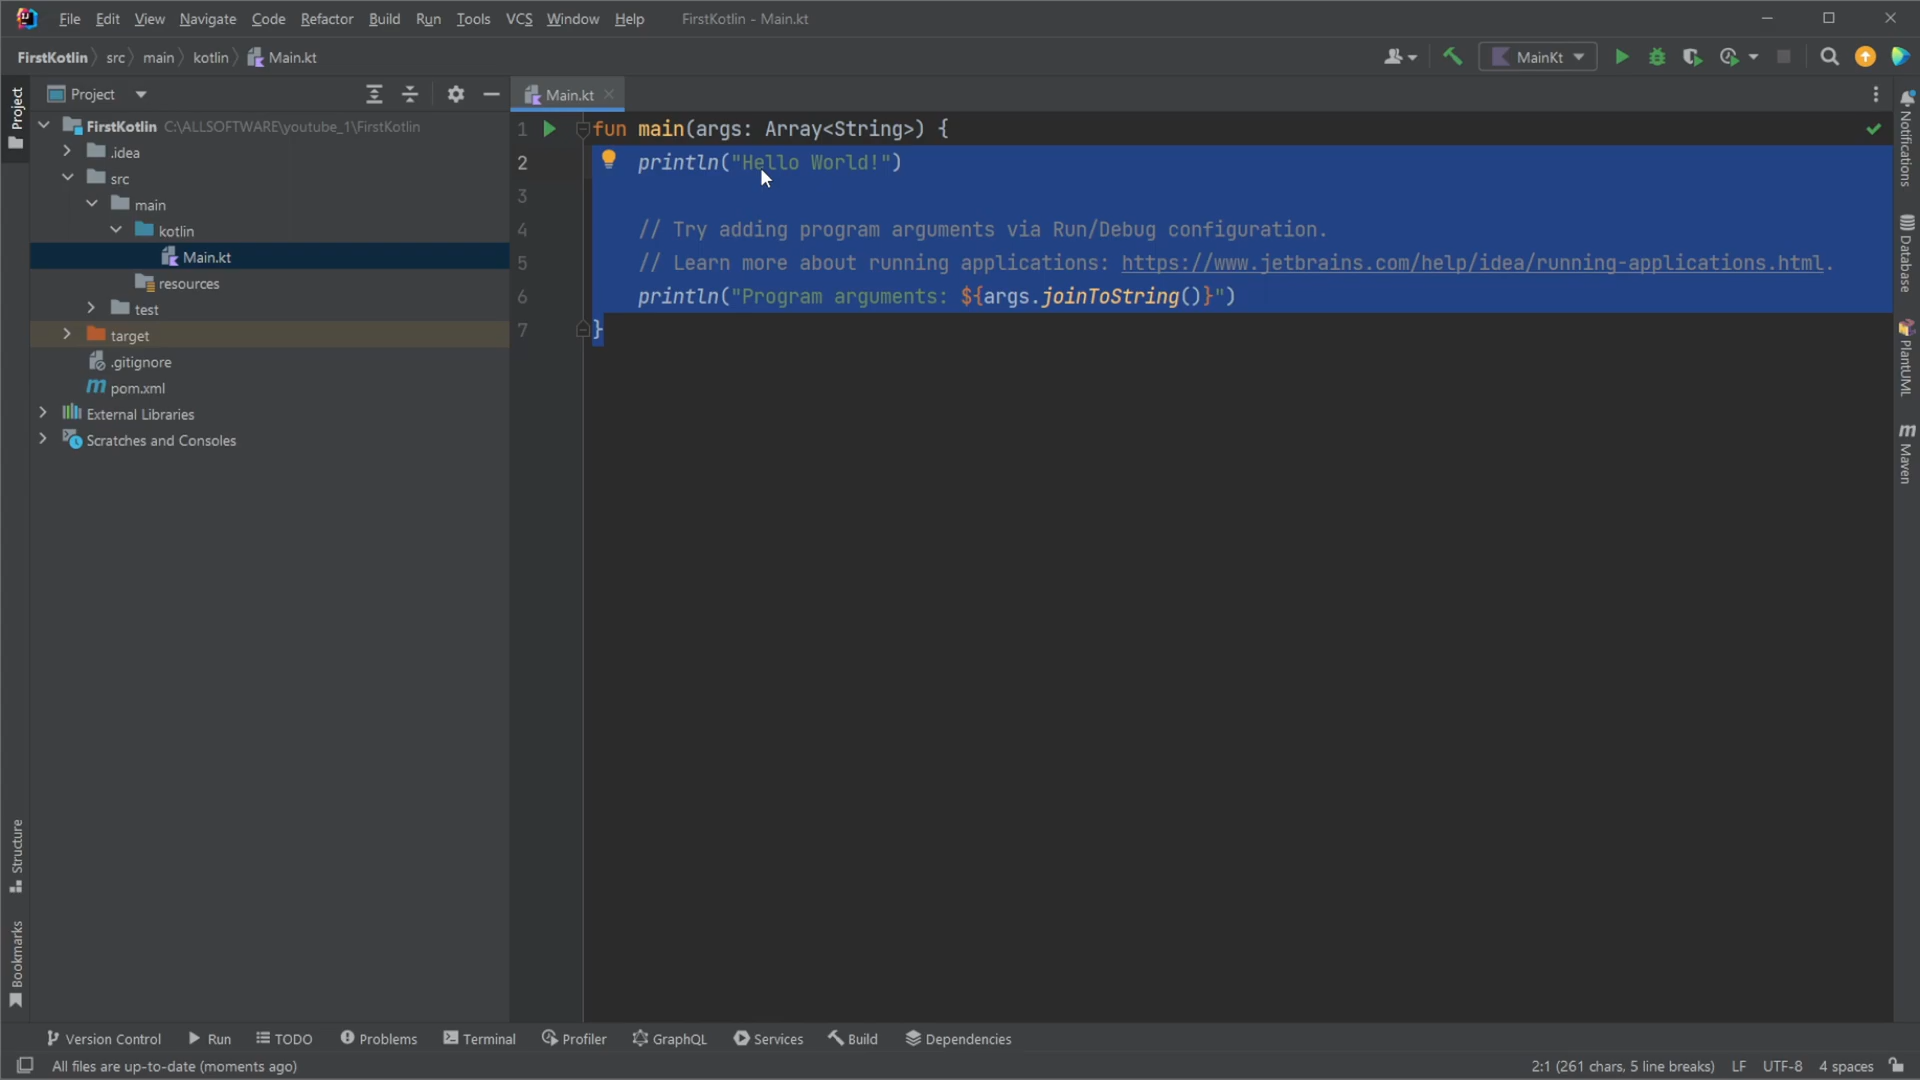 File Edit View Navigate Code Refactor Build Run Tools VCS Window Help FirstKotlin - Main.kt
FirstKotlin src main kotlin Main.kt MainKt
Project Main.kt
FirstKotlin C:\ALLSOFTWARE\youtube_1\FirstKotlin
.idea
src
main
kotlin
Main.kt
resources
test
target
.gitignore
m pom.xml
External Libraries
Scratches and Consoles
1 fun main(args: Array<String>) {
2 println("Hello World!")
3
4 // Try adding program arguments via Run/Debug configuration.
5 // Learn more about running applications: https://www.jetbrains.com/help/idea/running-applications.html.
6 println("Program arguments: ${args.joinToString()}")
7 }
Project
Structure
Bookmarks
Notifications
Database
PlantUML
m Maven
Version Control Run TODO Problems Terminal Profiler GraphQL Services Build Dependencies
All files are up-to-date (moments ago) 2:1 (261 chars, 5 line breaks) LF UTF-8 4 spaces